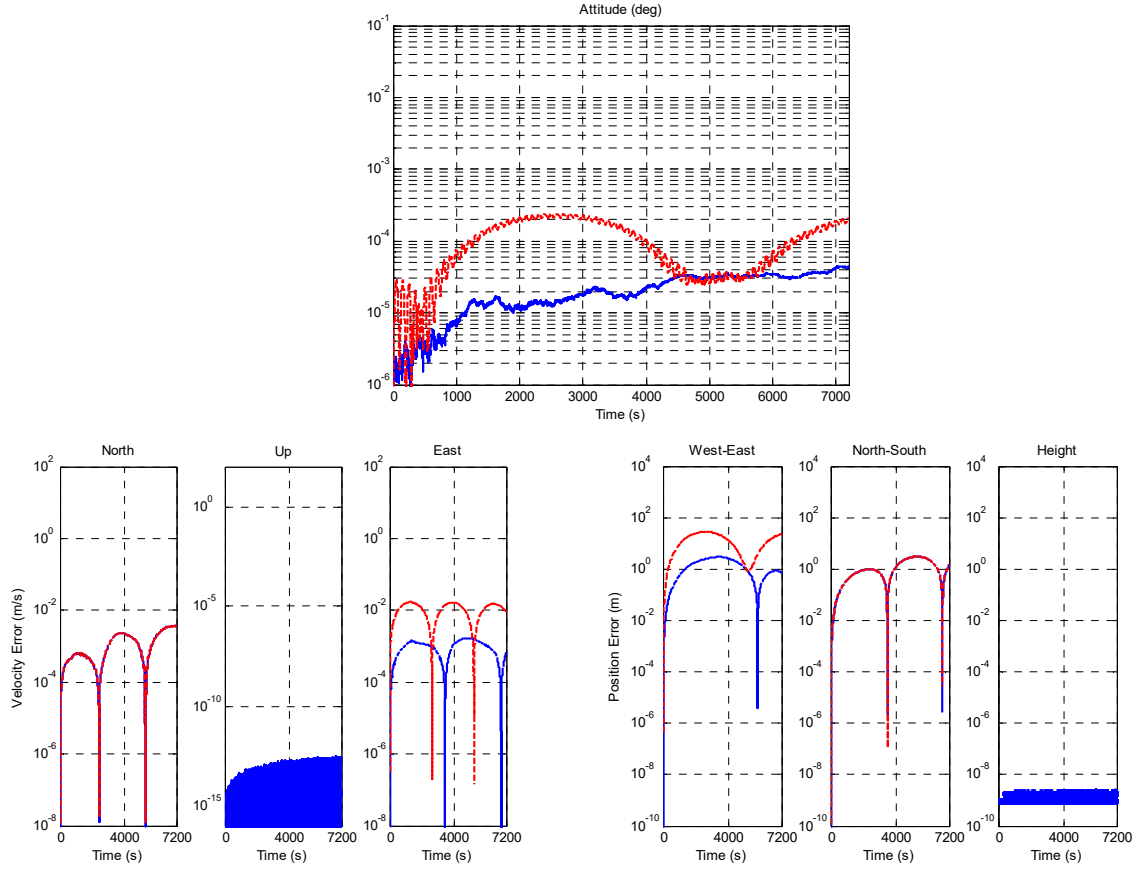 Attitude (deg)
10^-1
10^-2
10^-3
10^-4
10^-5
10^-6
0 1000 2000 3000 4000 5000 6000 7000
Time (s)
North Up East West-East North-South Height
Velocity Error (m/s)
10^2
10^0
10^-2
10^-4
10^-6
10^-8
0 4000 7200
Time (s)
10^0
10^-5
10^-10
10^-15
0 4000 7200
Time (s)
10^2
10^0
10^-2
10^-4
10^-6
10^-8
0 4000 7200
Time (s)
Position Error (m)
10^4
10^2
10^0
10^-2
10^-4
10^-6
10^-8
10^-10
0 4000 7200
Time (s)
10^4
10^2
10^0
10^-2
10^-4
10^-6
10^-8
10^-10
0 4000 7200
Time (s)
10^4
10^2
10^0
10^-2
10^-4
10^-6
10^-8
10^-10
0 4000 7200
Time (s)